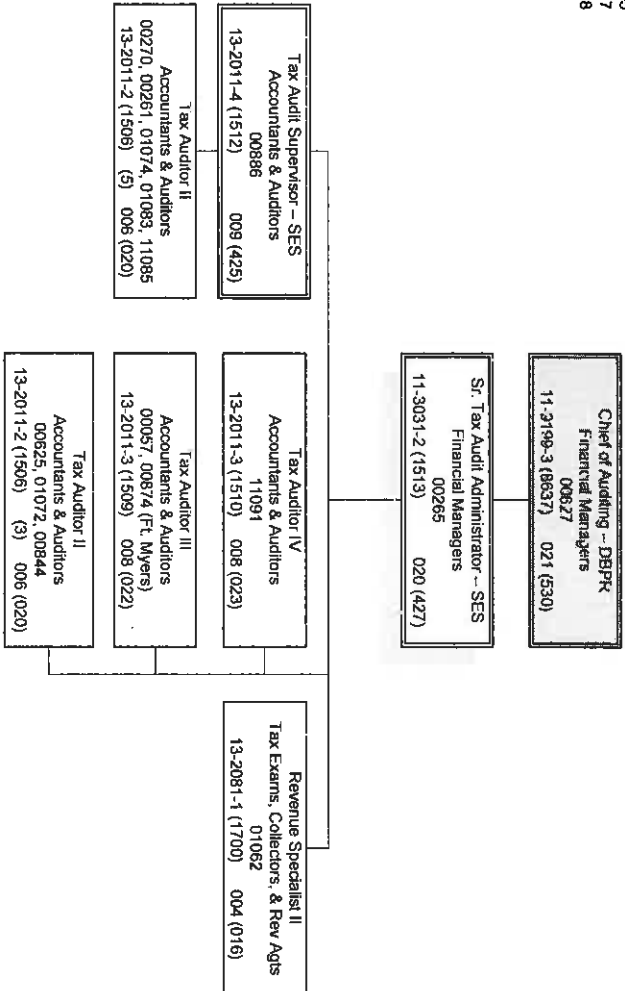 Chief of Auditing – DBPR
Financial Managers
00627
11-9199-3 (8637) 021 (530)
Sr. Tax Audit Administrator – SES
Financial Managers
00265
11-3031-2 (1513) 020 (427)
Tax Audit Supervisor – SES
Accountants & Auditors
00886
13-2011-4 (1512) 009 (425)
Tax Auditor II
Accountants & Auditors
00270, 00261, 01074, 01083, 11085
13-2011-2 (1506) (5) 006 (020)
Tax Auditor IV
Accountants & Auditors
11091
13-2011-3 (1510) 008 (023)
Tax Auditor III
Accountants & Auditors
00057, 00874 (Ft. Myers)
13-2011-3 (1509) 008 (022)
Tax Auditor II
Accountants & Auditors
00625, 01072, 00844
13-2011-2 (1506) (3) 006 (020)
Revenue Specialist II
Tax Exams, Collectors, & Rev Agts
01062
13-2081-1 (1700) 004 (016)
7
8